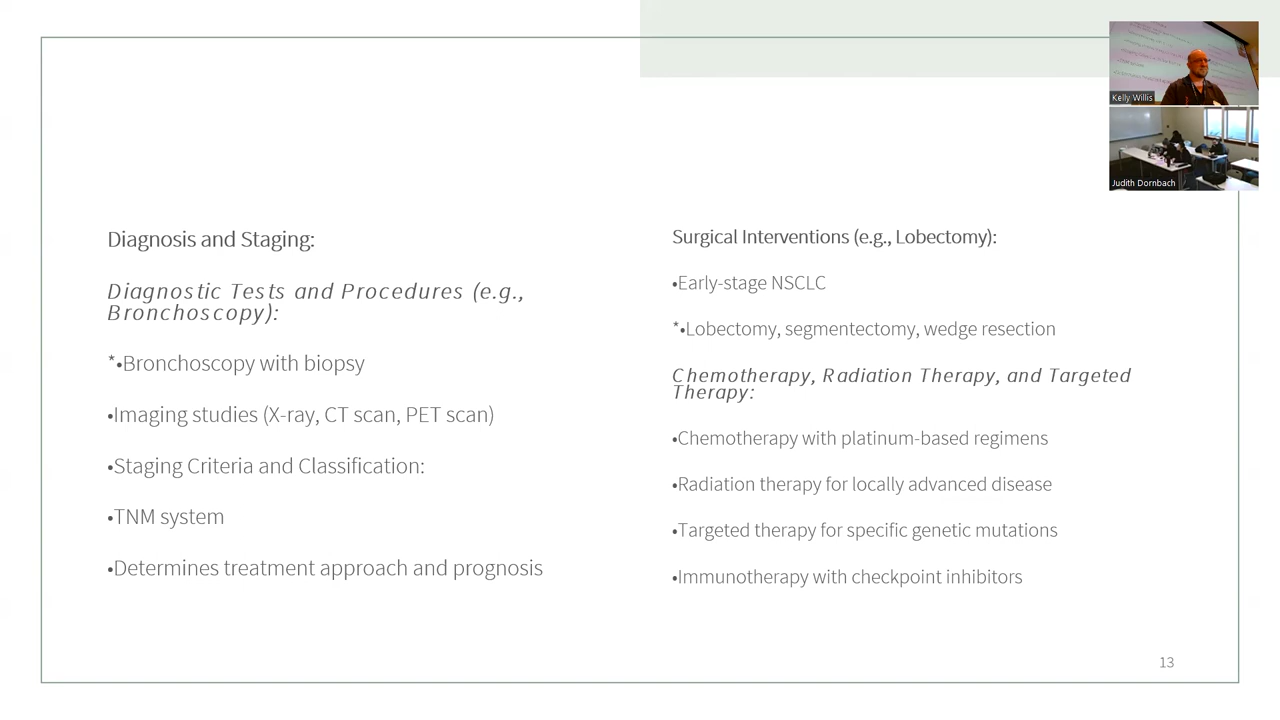 Diagnosis and Staging:
Diagnostic Tests and Procedures (e.g.,
Bronchoscopy):
*•Bronchoscopy with biopsy
•Imaging studies (X-ray, CT scan, PET scan)
•Staging Criteria and Classification:
•TNM system
•Determines treatment approach and prognosis
Surgical Interventions (e.g., Lobectomy):
•Early-stage NSCLC
*•Lobectomy, segmentectomy, wedge resection
Chemotherapy, Radiation Therapy, and Targeted
Therapy:
•Chemotherapy with platinum-based regimens
•Radiation therapy for locally advanced disease
•Targeted therapy for specific genetic mutations
•Immunotherapy with checkpoint inhibitors
13
Kelly Willis
Judith Dornbach